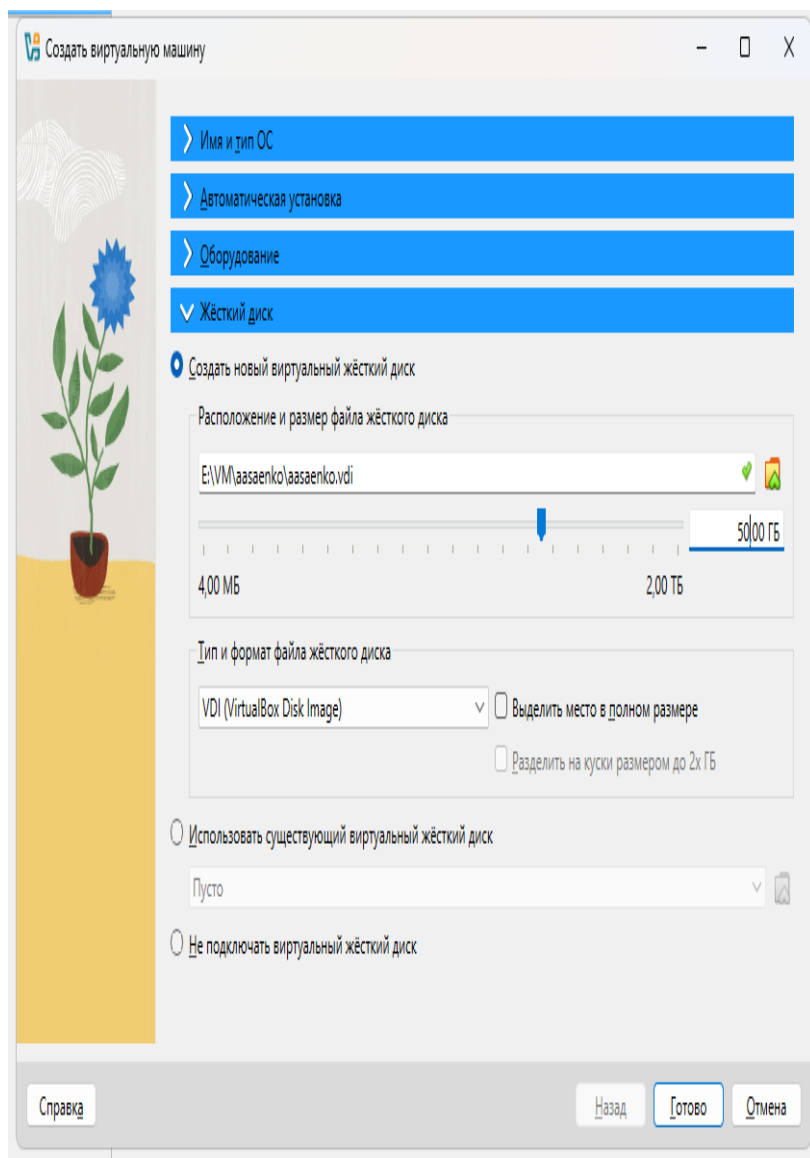 Создать виртуальную машину
Имя и тип ОС
Автоматическая установка
Оборудование
Жёсткий диск
Создать новый виртуальный жёсткий диск
Расположение и размер файла жёсткого диска
E:\VM\aasaenko\aasaenko.vdi
50,00 ГБ
4,00 МБ 2,00 ТБ
Тип и формат файла жёсткого диска
VDI (VirtualBox Disk Image) Выделить место в полном размере
Разделить на куски размером до 2х ГБ
Использовать существующий виртуальный жёсткий диск
Пусто
Не подключать виртуальный жёсткий диск
Справка Назад Готово Отмена